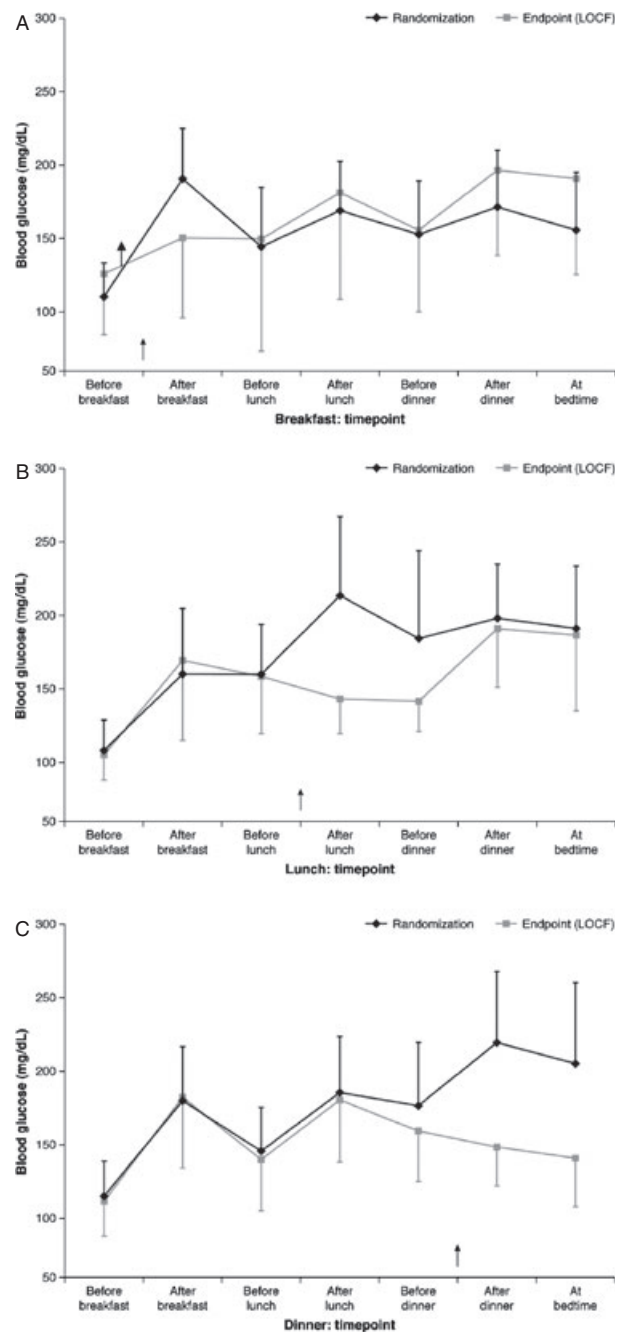 A
Randomization
Endpoint (LOCF)
Blood glucose (mg/dL)
300
250
200
150
100
50
Before breakfast
After breakfast
Before lunch
After lunch
Before dinner
After dinner
At bedtime
Breakfast: timepoint
B
Randomization
Endpoint (LOCF)
Blood glucose (mg/dL)
300
250
200
150
100
50
Before breakfast
After breakfast
Before lunch
After lunch
Before dinner
After dinner
At bedtime
Lunch: timepoint
C
Randomization
Endpoint (LOCF)
Blood glucose (mg/dL)
300
250
200
150
100
50
Before breakfast
After breakfast
Before lunch
After lunch
Before dinner
After dinner
At bedtime
Dinner: timepoint